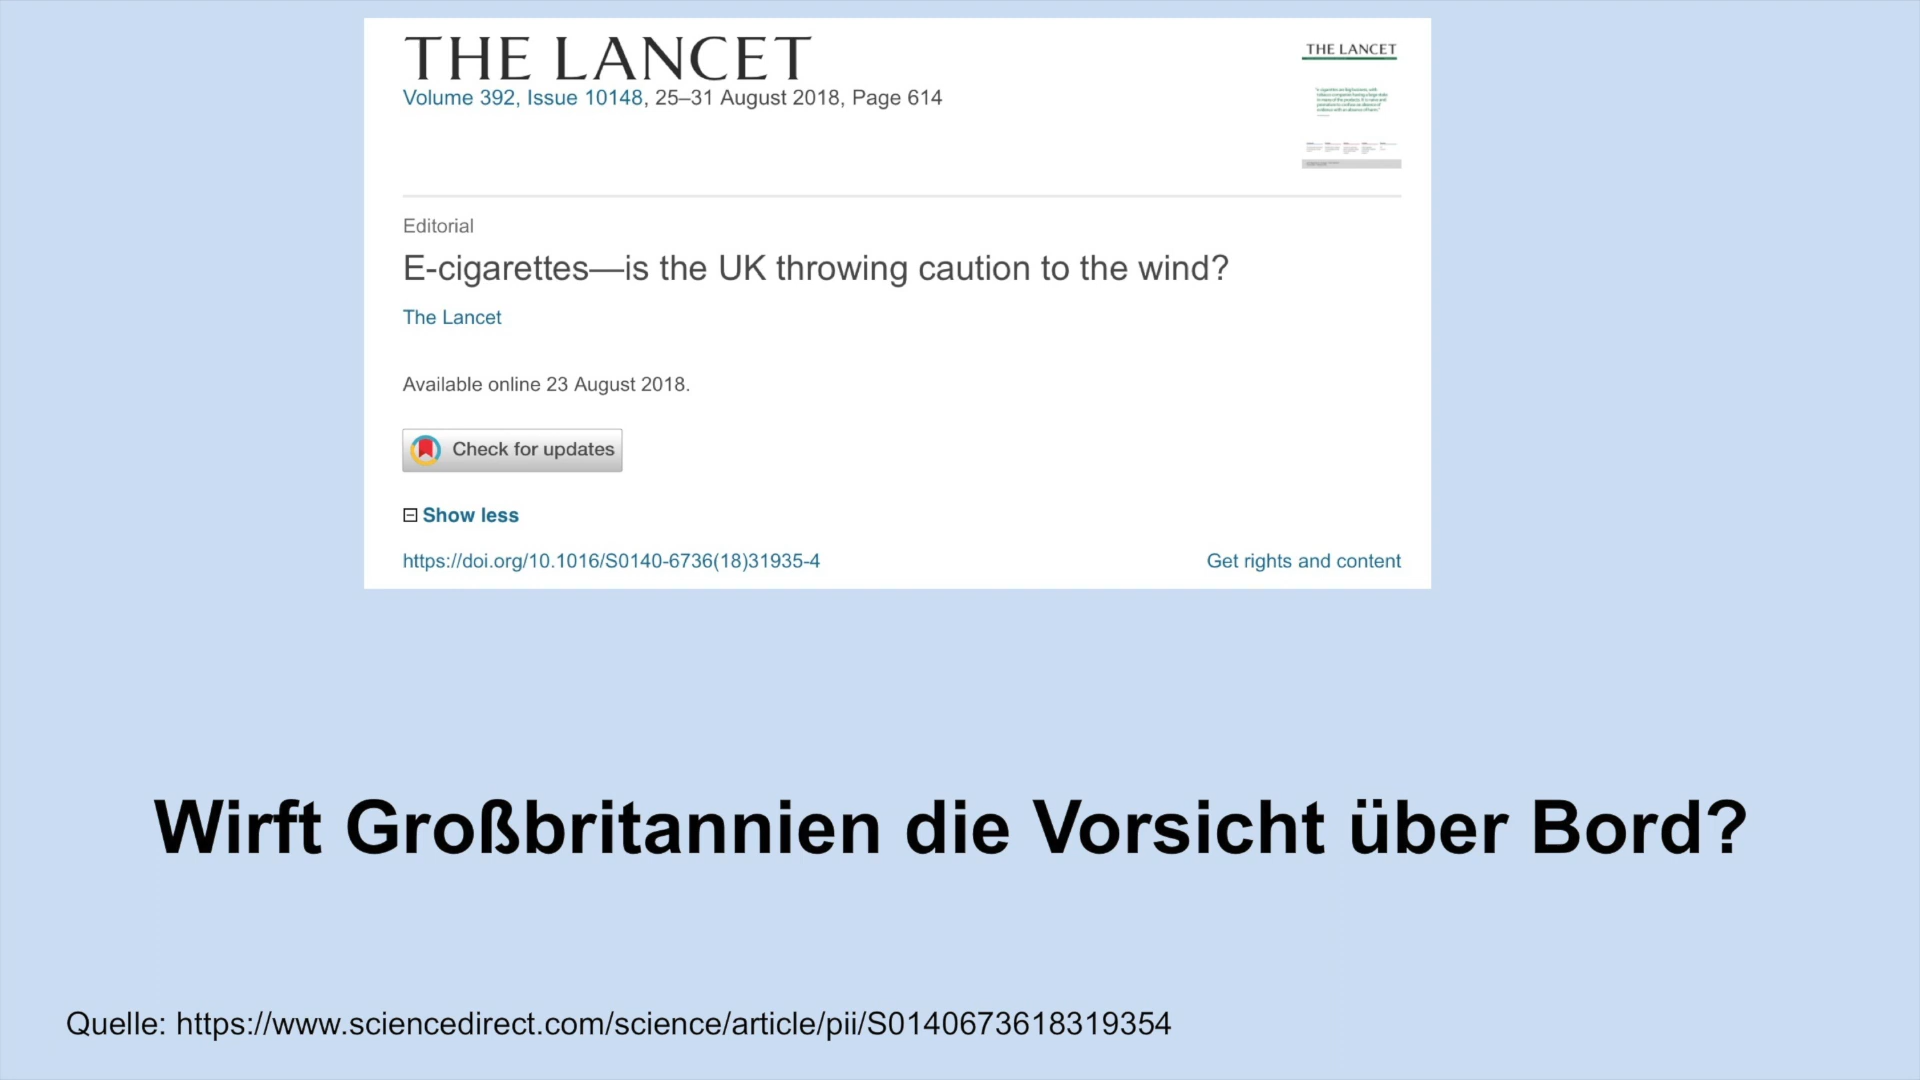 THE LANCET
Volume 392, Issue 10148, 25–31 August 2018, Page 614
THE LANCET
Editorial
E-cigarettes—is the UK throwing caution to the wind?
The Lancet
Available online 23 August 2018.
Check for updates
Show less
https://doi.org/10.1016/S0140-6736(18)31935-4
Get rights and content
Wirft Großbritannien die Vorsicht über Bord?
Quelle: https://www.sciencedirect.com/science/article/pii/S0140673618319354